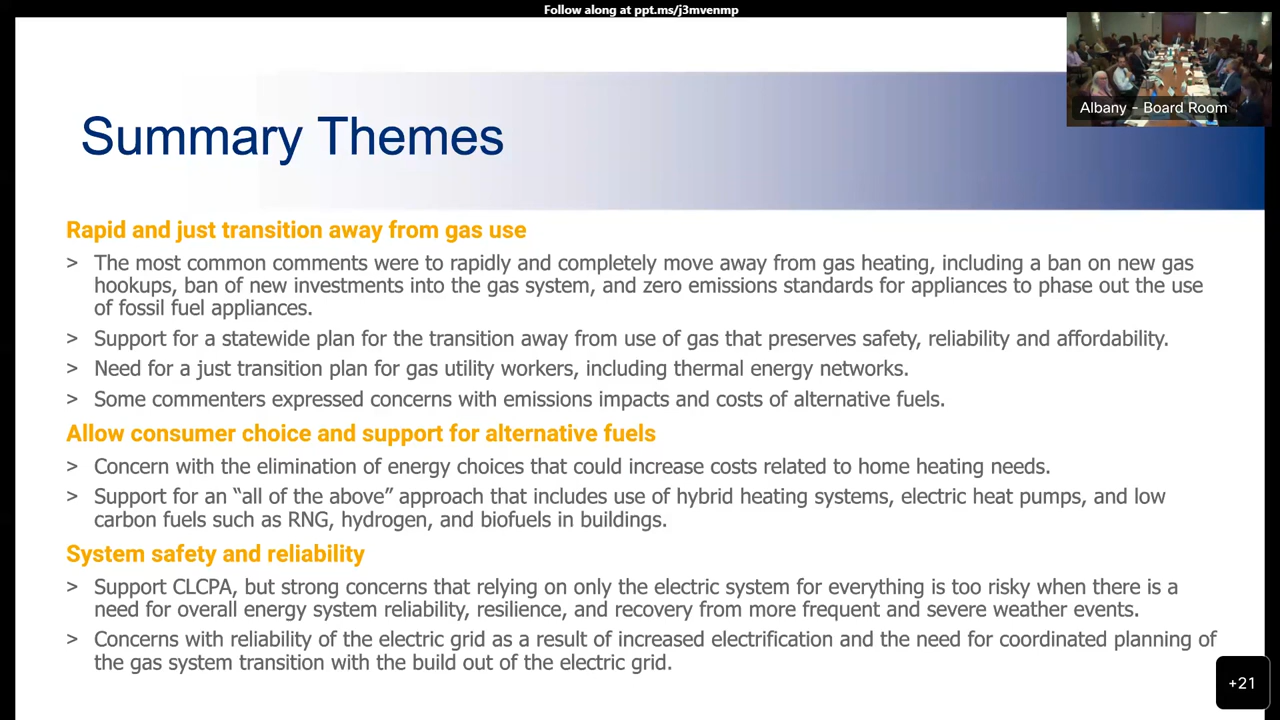 Follow along at ppt.ms/j3mvenmp
Albany - Board Room
Summary Themes
Rapid and just transition away from gas use
> The most common comments were to rapidly and completely move away from gas heating, including a ban on new gas
hookups, ban of new investments into the gas system, and zero emissions standards for appliances to phase out the use
of fossil fuel appliances.
> Support for a statewide plan for the transition away from use of gas that preserves safety, reliability and affordability.
> Need for a just transition plan for gas utility workers, including thermal energy networks.
> Some commenters expressed concerns with emissions impacts and costs of alternative fuels.
Allow consumer choice and support for alternative fuels
> Concern with the elimination of energy choices that could increase costs related to home heating needs.
> Support for an “all of the above” approach that includes use of hybrid heating systems, electric heat pumps, and low
carbon fuels such as RNG, hydrogen, and biofuels in buildings.
System safety and reliability
> Support CLCPA, but strong concerns that relying on only the electric system for everything is too risky when there is a
need for overall energy system reliability, resilience, and recovery from more frequent and severe weather events.
> Concerns with reliability of the electric grid as a result of increased electrification and the need for coordinated planning of
the gas system transition with the build out of the electric grid.
+21